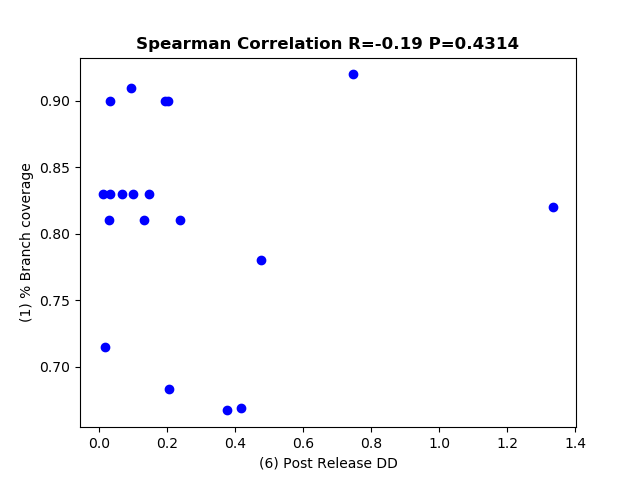 Spearman Correlation R=-0.19 P=0.4314
0.90
0.85
0.80
0.75
0.70
(1) % Branch coverage
0.0 0.2 0.4 0.6 0.8 1.0 1.2 1.4
(6) Post Release DD